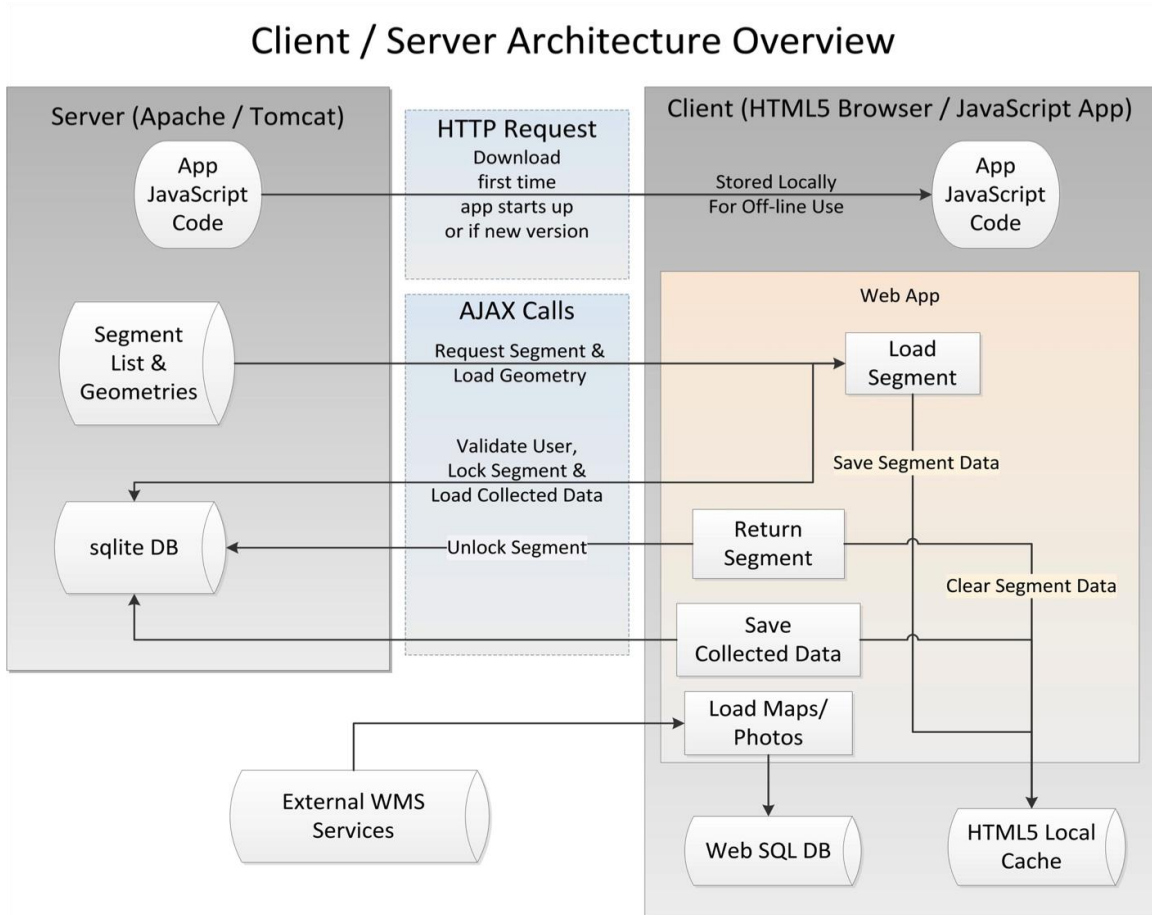 Client / Server Architecture Overview
Server (Apache / Tomcat)
App
JavaScript
Code
HTTP Request
Download
first time
app starts up
or if new version
Client (HTML5 Browser / JavaScript App)
Stored Locally
For Off-line Use
App
JavaScript
Code
Segment
List &
Geometries
AJAX Calls
Request Segment &
Load Geometry
Web App
Load
Segment
Validate User,
Lock Segment &
Load Collected Data
Save Segment Data
sqlite DB
Unlock Segment
Return
Segment
Clear Segment Data
Save
Collected Data
Load Maps/
Photos
External WMS
Services
Web SQL DB
HTML5 Local
Cache